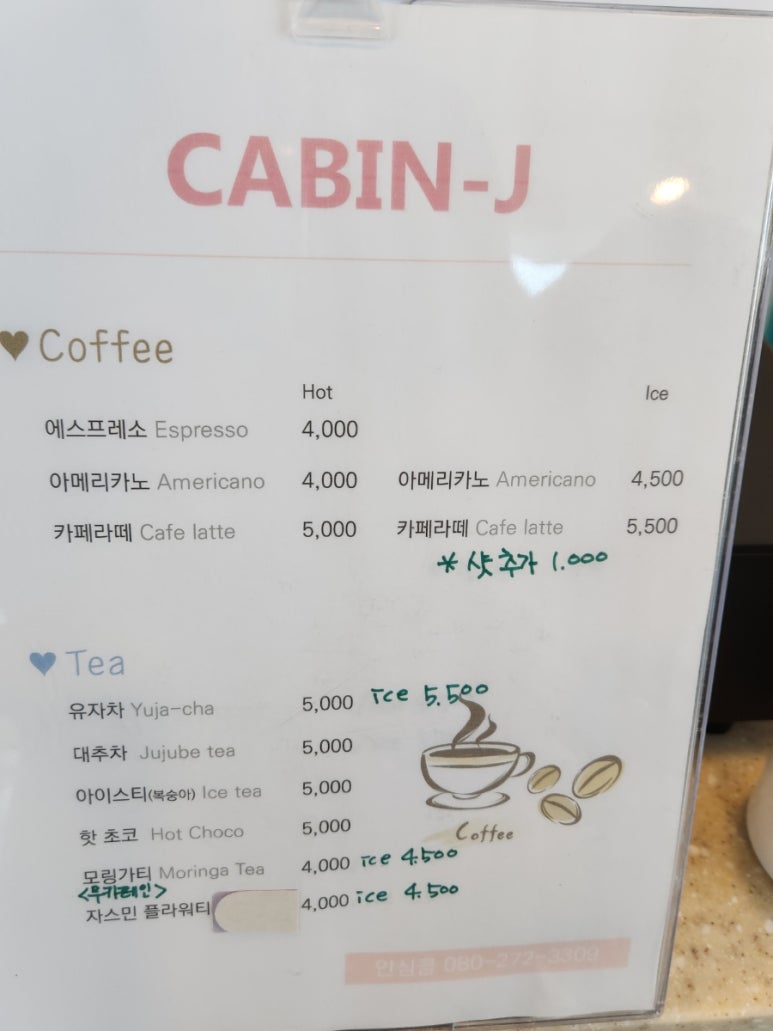 CABIN-J
Coffee
Hot Ice
에스프레소 Espresso 4,000
아메리카노 Americano 4,000 아메리카노 Americano 4,500
카페라떼 Cafe latte 5,000 카페라떼 Cafe latte 5,500
* 샷 추가 1.000
Tea
유자차 Yuja-cha 5,000 ice 5.500
대추차 Jujube tea 5,000
아이스티(복숭아) Ice tea 5,000
핫 초코 Hot Choco 5,000
Coffee
모링가티 Moringa Tea 4,000 ice 4.500
<무카페인>
자스민 플라워티 4,000 ice 4.500
안심콜 080-272-3309